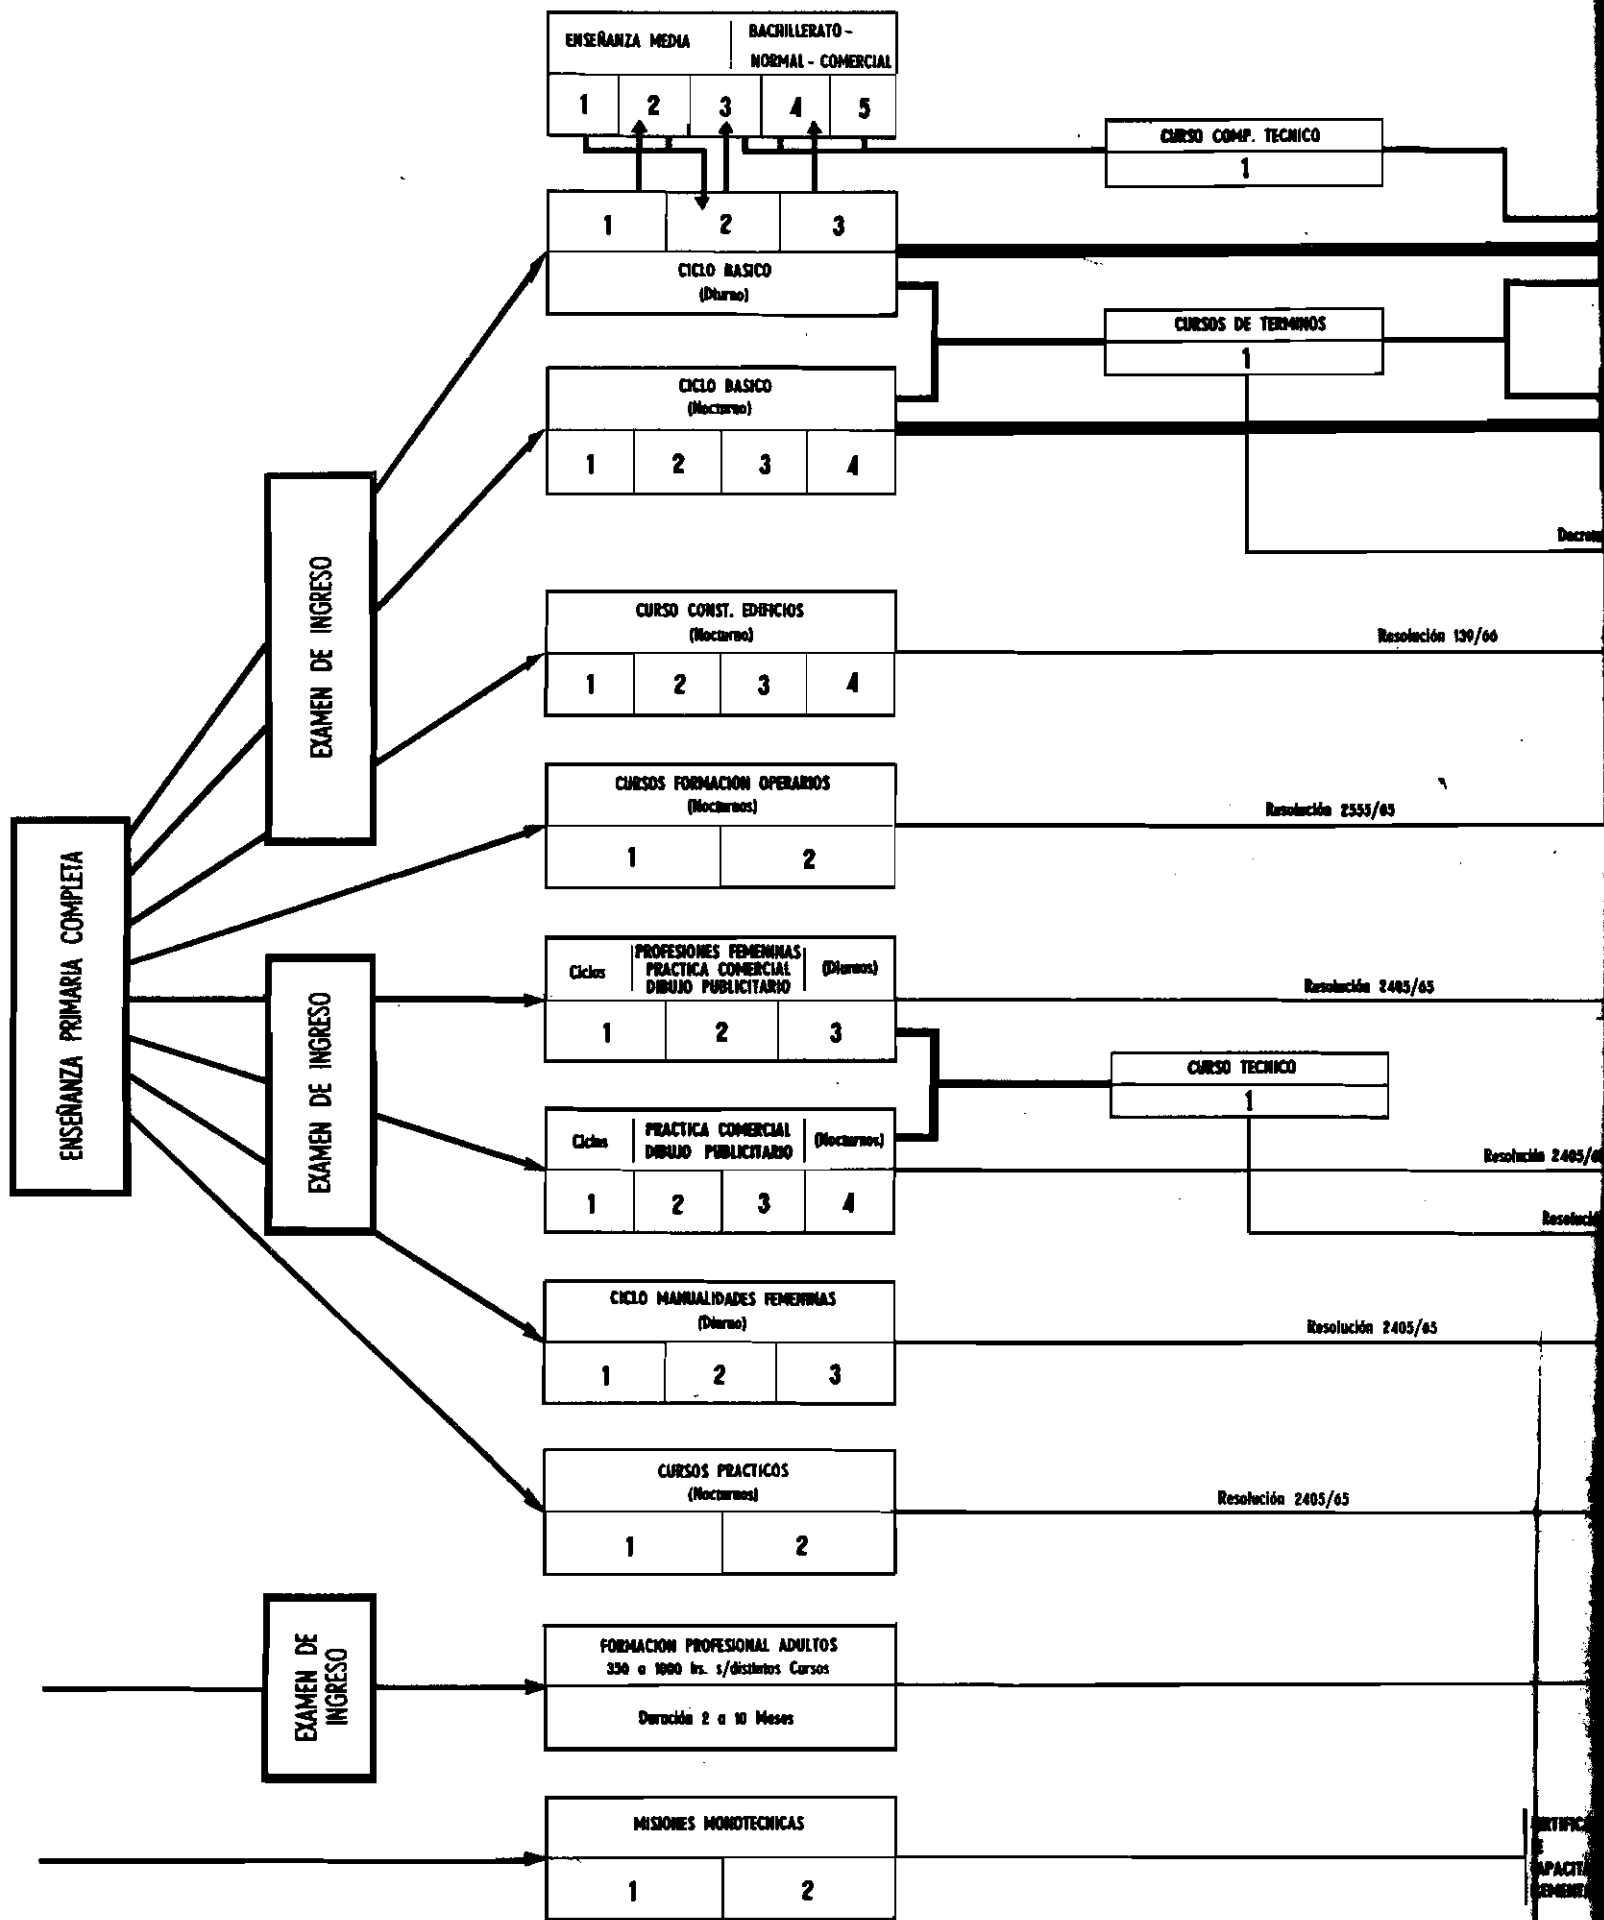 ENSEÑANZA MEDIA
BACHILLERATO -
NORMAL - COMERCIAL
1 2 3 4 5
CURSO COMP. TECNICO
1
1 2 3
CICLO BASICO
(Diurno)
CURSOS DE TERMINOS
1
CICLO BASICO
(Nocturno)
1 2 3 4
EXAMEN DE INGRESO
CURSO CONST. EDIFICIOS
(Nocturno)
Resolución 139/66
1 2 3 4
CURSOS FORMACION OPERARIOS
(Nocturnos)
Resolución 2555/65
1 2
ENSEÑANZA PRIMARIA COMPLETA
EXAMEN DE INGRESO
Ciclos
PROFESIONES FEMENINAS
PRACTICA COMERCIAL
DIBUJO PUBLICITARIO
(Diurnos)
Resolución 2405/65
1 2 3
CURSO TECNICO
1
Ciclos
PRACTICA COMERCIAL
DIBUJO PUBLICITARIO
(Nocturnos)
Resolución 2405/6
1 2 3 4
CICLO MANUALIDADES FEMENINAS
(Diurno)
Resolución 2405/65
1 2 3
CURSOS PRACTICOS
(Nocturnos)
Resolución 2405/65
1 2
EXAMEN DE
INGRESO
FORMACION PROFESIONAL ADULTOS
350 a 1000 hs. s/distintos Cursos
Duración 2 a 10 Meses
MISIONES MONOTECNICAS
1 2